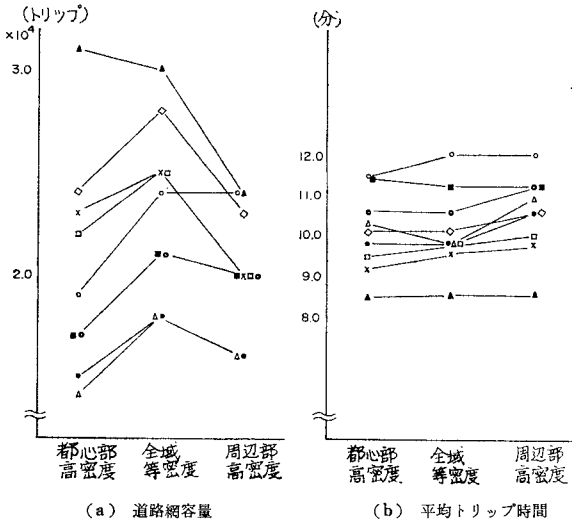 (トリップ)
×10⁴
3.0
2.0
都心部
高密度
全域
等密度
周辺部
高密度
(a) 道路網容量
(分)
12.0
11.0
10.0
9.0
8.0
都心部
高密度
全域
等密度
周辺部
高密度
(b) 平均トリップ時間